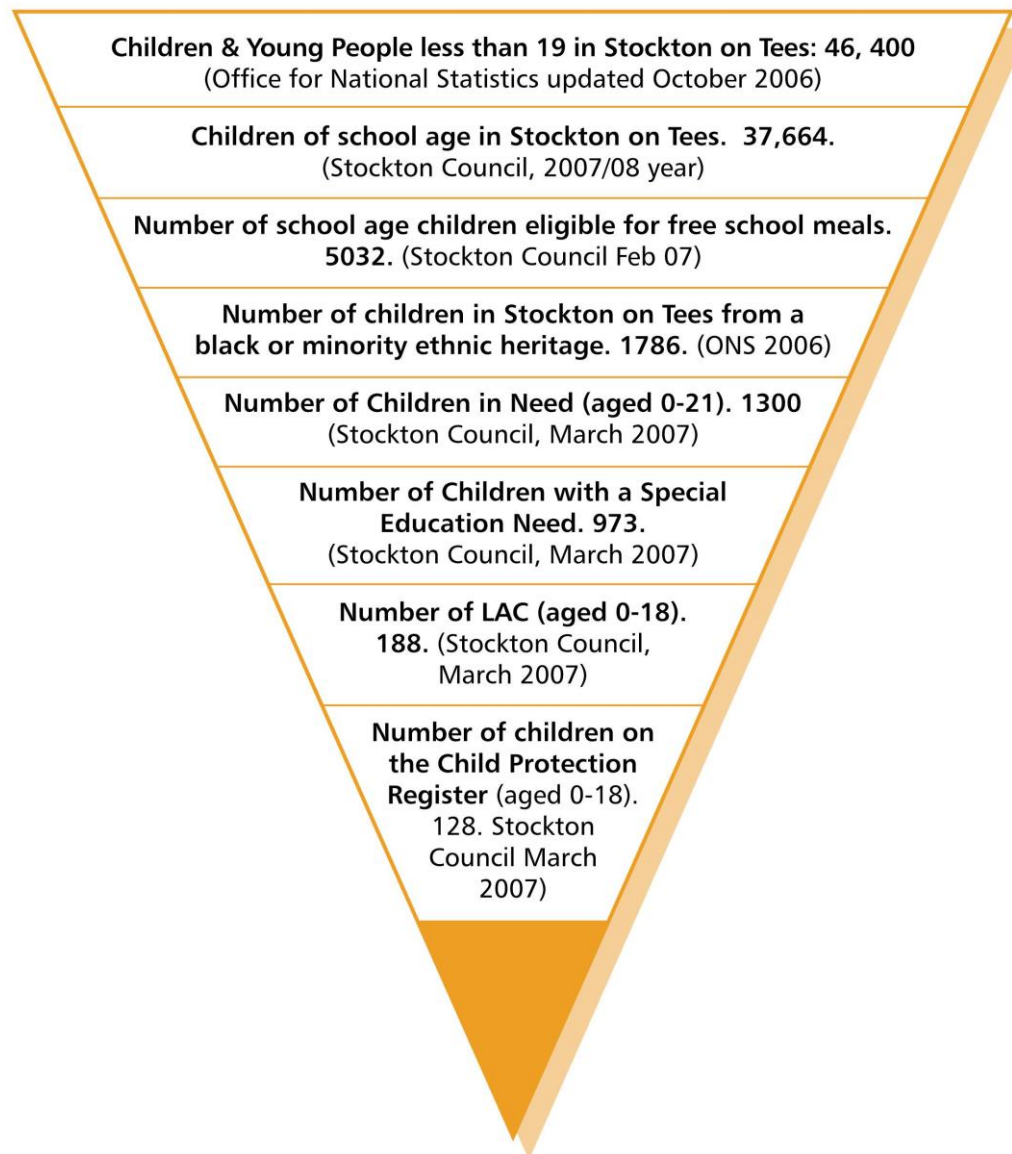 Children & Young People less than 19 in Stockton on Tees: 46, 400
(Office for National Statistics updated October 2006)
Children of school age in Stockton on Tees.  37,664.
(Stockton Council, 2007/08 year)
Number of school age children eligible for free school meals.
5032. (Stockton Council Feb 07)
Number of children in Stockton on Tees from a
black or minority ethnic heritage. 1786. (ONS 2006)
Number of Children in Need (aged 0-21). 1300
(Stockton Council, March 2007)
Number of Children with a Special
Education Need. 973.
(Stockton Council, March 2007)
Number of LAC (aged 0-18).
188. (Stockton Council,
March 2007)
Number of children on
the Child Protection
Register (aged 0-18).
128. Stockton
Council March
2007)